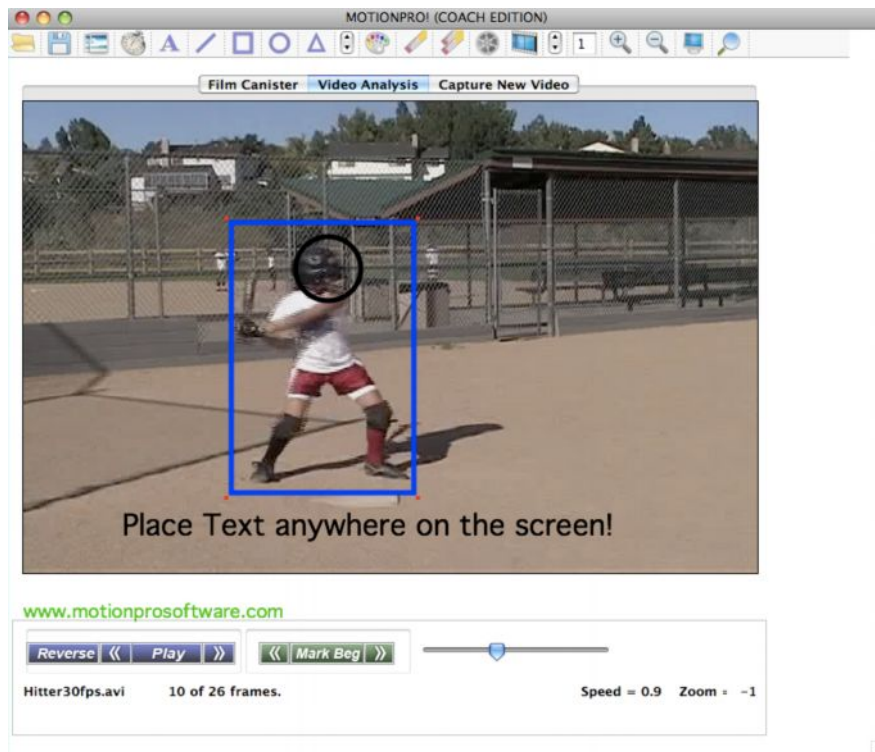 MOTIONPRO! (COACH EDITION)
A 1
Film Canister Video Analysis Capture New Video
Place Text anywhere on the screen!
www.motionprosoftware.com
Reverse Play Mark Beg
Hitter30fps.avi 10 of 26 frames. Speed = 0.9 Zoom = -1